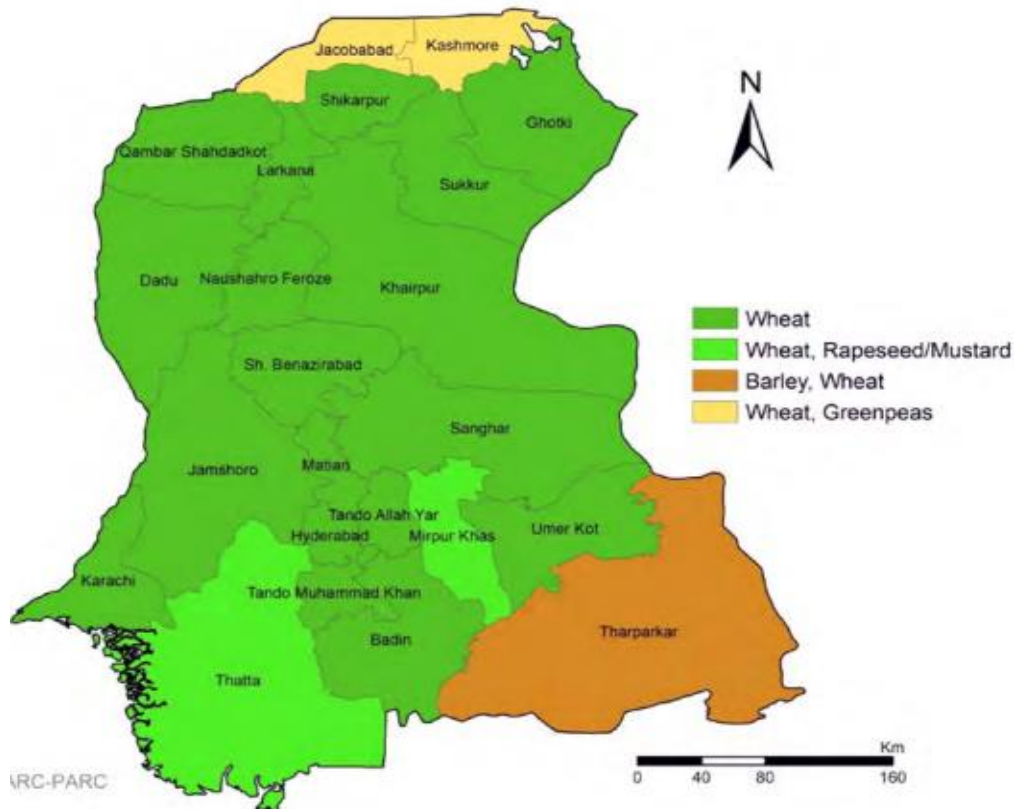 Jacobabad
Kashmore
N
Shikarpur
Ghotki
Qambar Shahdadkot
Larkana
Sukkur
Dadu
Naushahro Feroze
Khairpur
Wheat
Wheat, Rapeseed/Mustard
Sh. Benazirabad
Barley, Wheat
Wheat, Greenpeas
Sanghar
Matiari
Jamshoro
Tando Allah Yar
Hyderabad
Mirpur Khas
Umer Kot
Karachi
Tando Muhammad Khan
Badin
Tharparkar
Thatta
Km
0 40 80 160
ARC-PARC